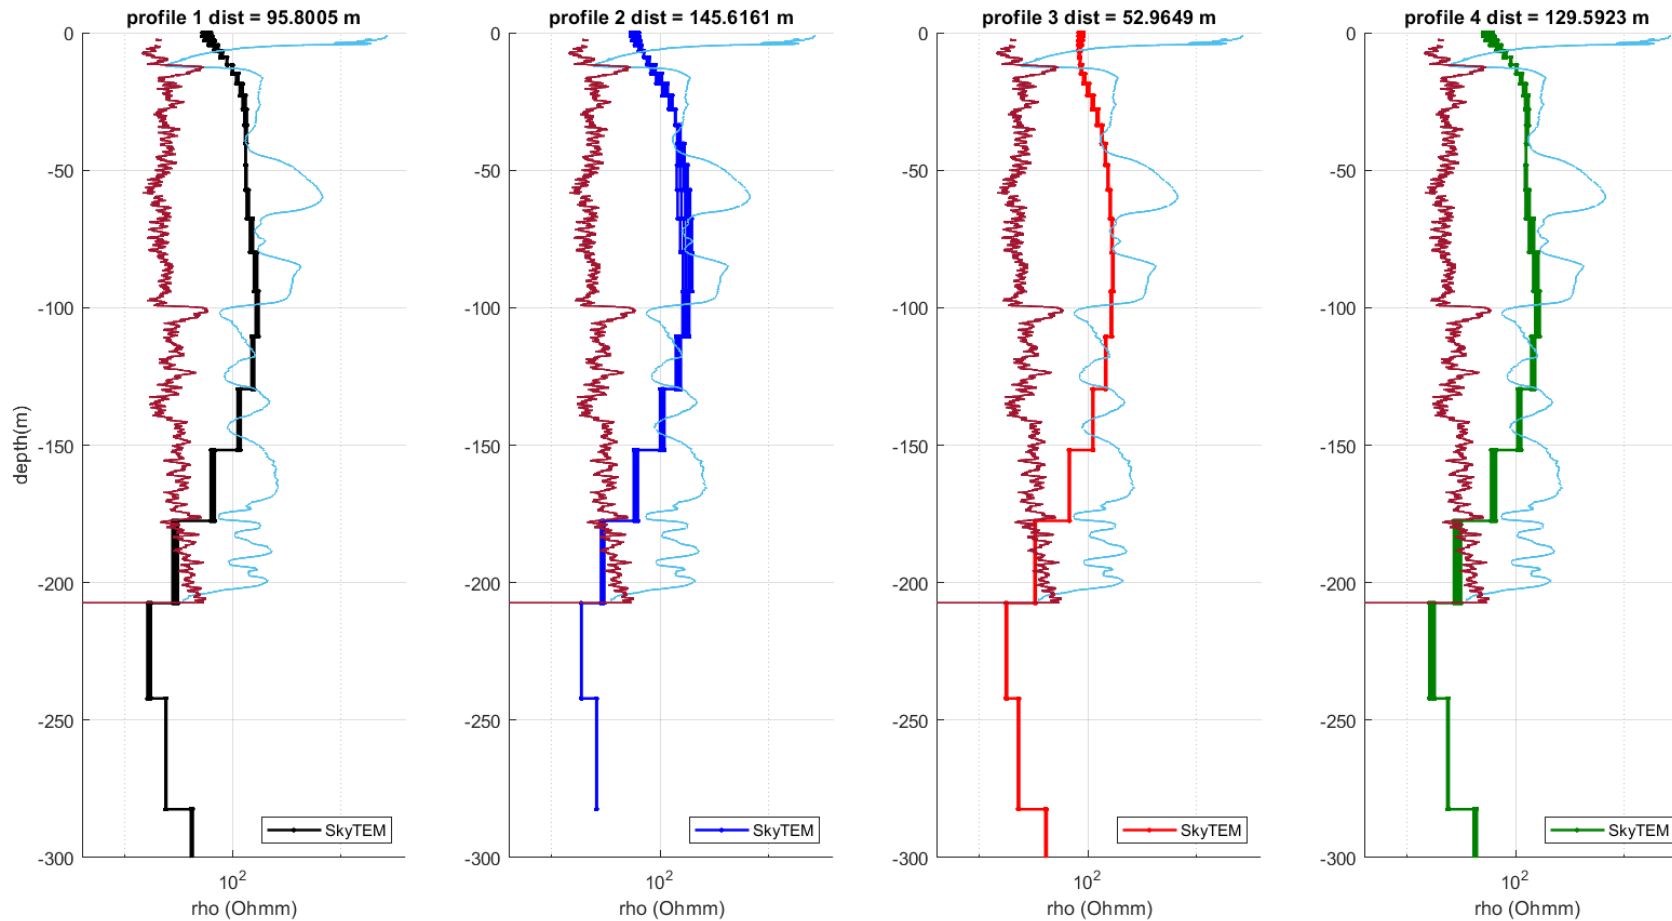 profile 1 dist = 95.8005 m
profile 2 dist = 145.6161 m
profile 3 dist = 52.9649 m
profile 4 dist = 129.5923 m
0
-50
-100
-150
-200
-250
-300
depth(m)
SkyTEM
10²
rho (Ohmm)
0
-50
-100
-150
-200
-250
-300
SkyTEM
10²
rho (Ohmm)
0
-50
-100
-150
-200
-250
-300
SkyTEM
10²
rho (Ohmm)
0
-50
-100
-150
-200
-250
-300
SkyTEM
10²
rho (Ohmm)